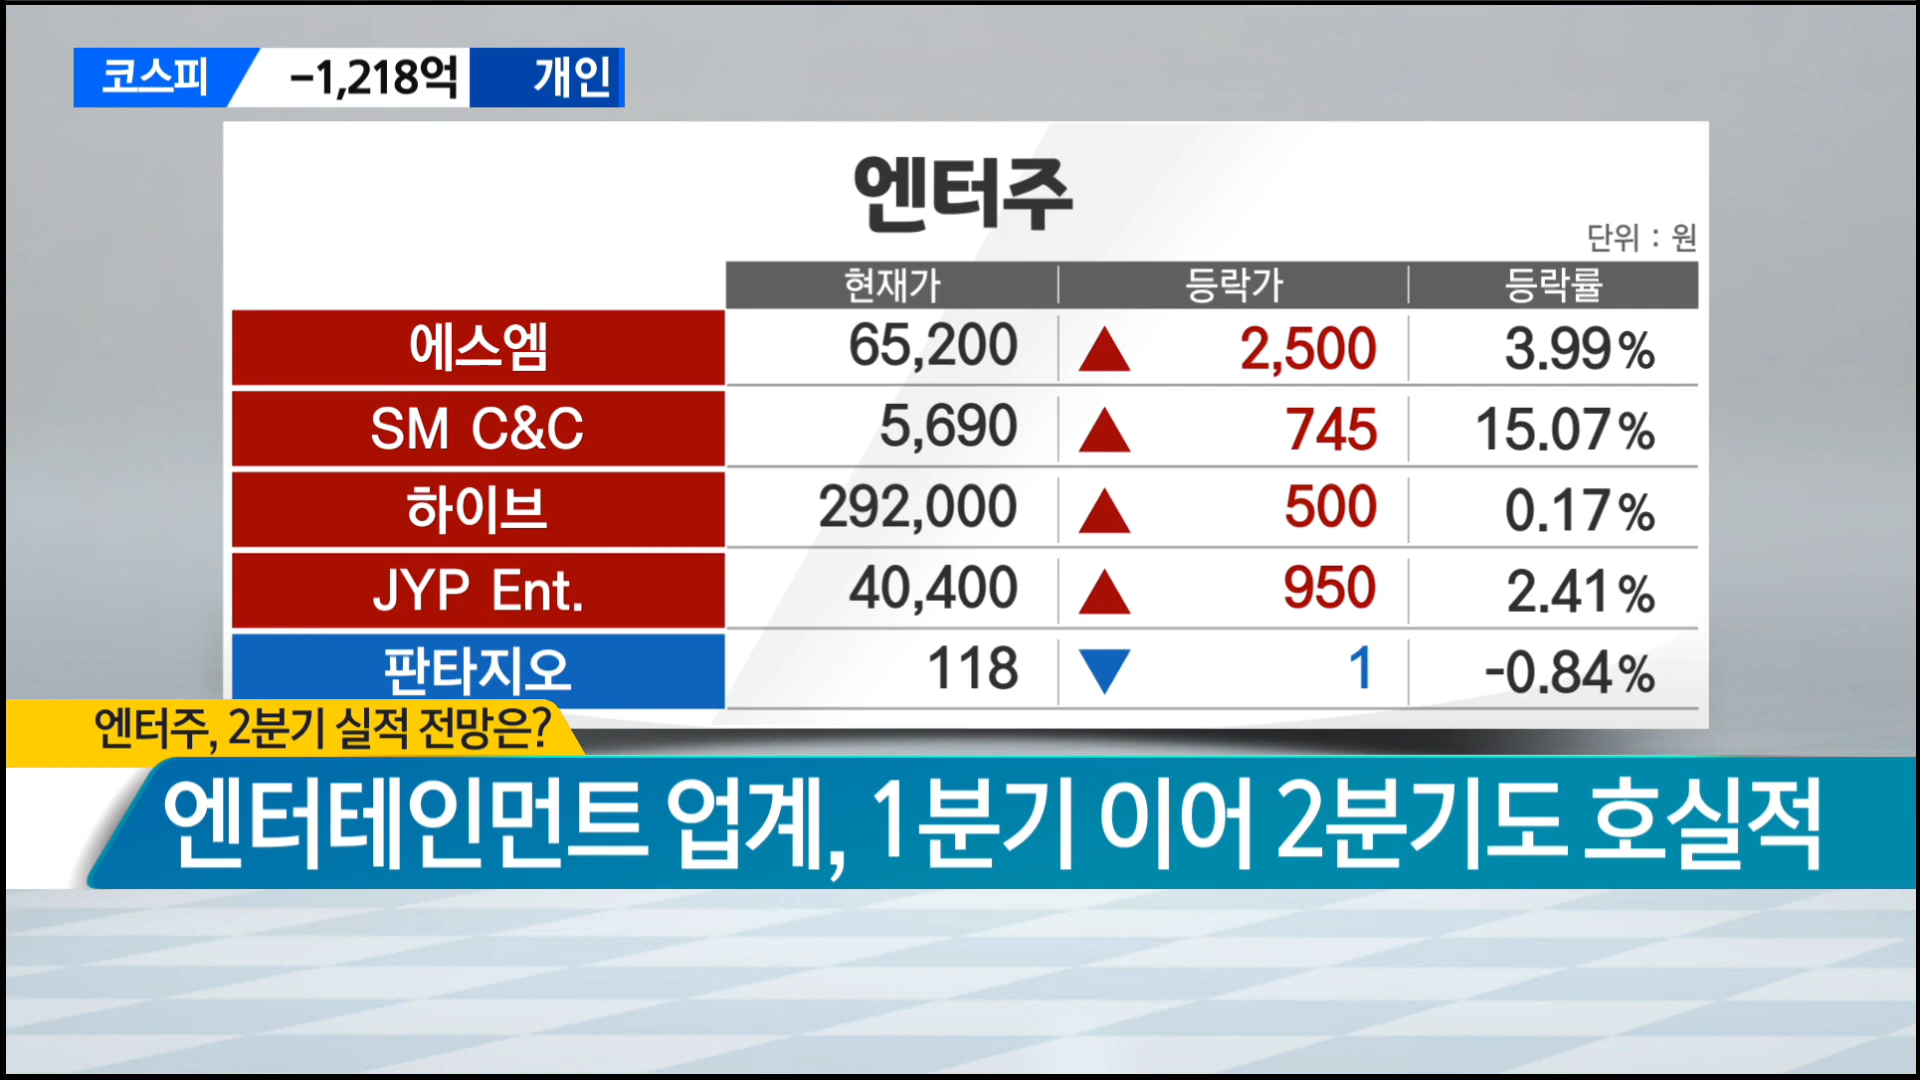 코스피 -1,218억 개인
엔터주
단위 : 원
현재가 등락가 등락률
에스엠 65,200 ▲ 2,500 3.99%
SM C&C 5,690 ▲ 745 15.07%
하이브 292,000 ▲ 500 0.17%
JYP Ent. 40,400 ▲ 950 2.41%
판타지오 118 ▼ 1 -0.84%
엔터주, 2분기 실적 전망은?
엔터테인먼트 업계, 1분기 이어 2분기도 호실적